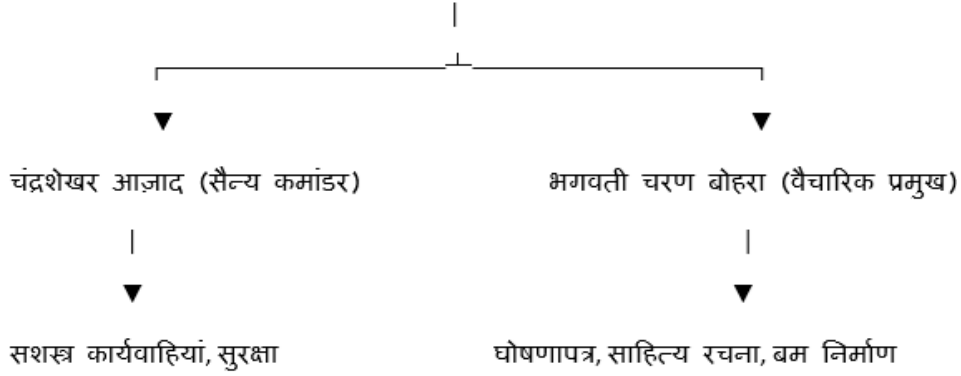 चंद्रशेखर आज़ाद (सैन्य कमांडर)
भगवती चरण बोहरा (वैचारिक प्रमुख)
सशस्त्र कार्यवाहियां, सुरक्षा
घोषणापत्र, साहित्य रचना, बम निर्माण